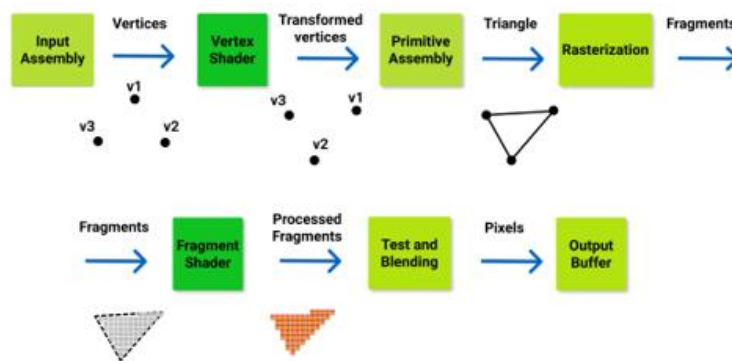 Input
Assembly
Vertices
Vertex
Shader
Transformed
vertices
Primitive
Assembly
Triangle
Rasterization
Fragments
v1
v3
v2
v3
v1
v2
Fragments
Fragment
Shader
Processed
Fragments
Test and
Blending
Pixels
Output
Buffer